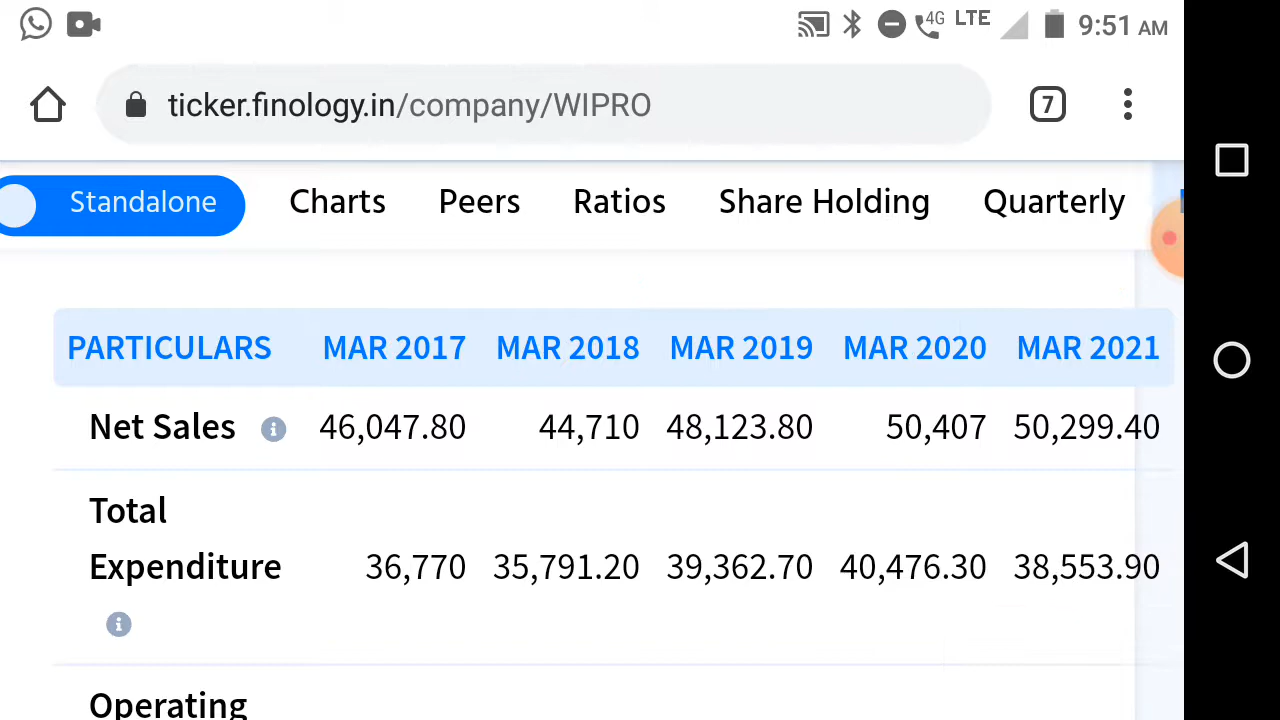 4G LTE 9:51 AM
ticker.finology.in/company/WIPRO 7
Standalone Charts Peers Ratios Share Holding Quarterly
PARTICULARS MAR 2017 MAR 2018 MAR 2019 MAR 2020 MAR 2021
Net Sales 46,047.80 44,710 48,123.80 50,407 50,299.40
Total
Expenditure 36,770 35,791.20 39,362.70 40,476.30 38,553.90
Operating